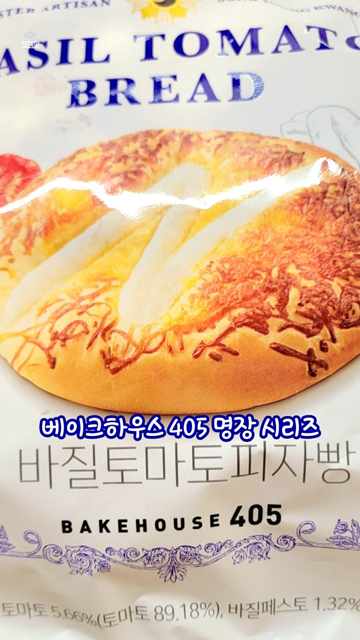 STER ARTISAN
ASIL TOMATO
BREAD
베이크하우스 405 명장 시리즈
바질토마토피자빵
BAKEHOUSE 405
토마토 5.66%(토마토 89.18%), 바질페스토 1.32%